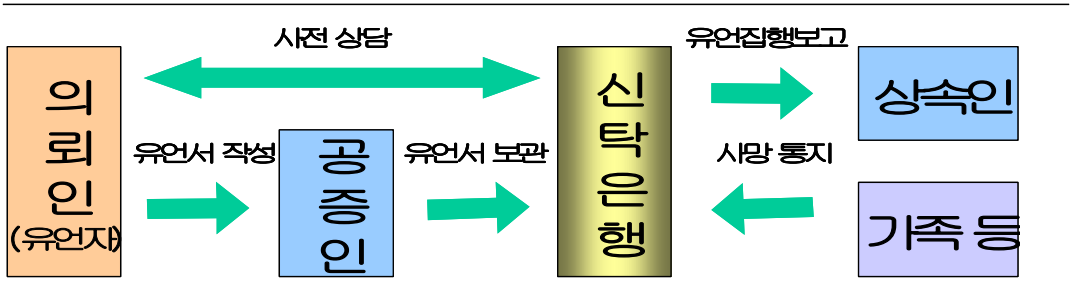 사전 상담
유언집행보고
의뢰인
(유언자)
유언서 작성
공증인
유언서 보관
신탁은행
상속인
사망 통지
가족 등